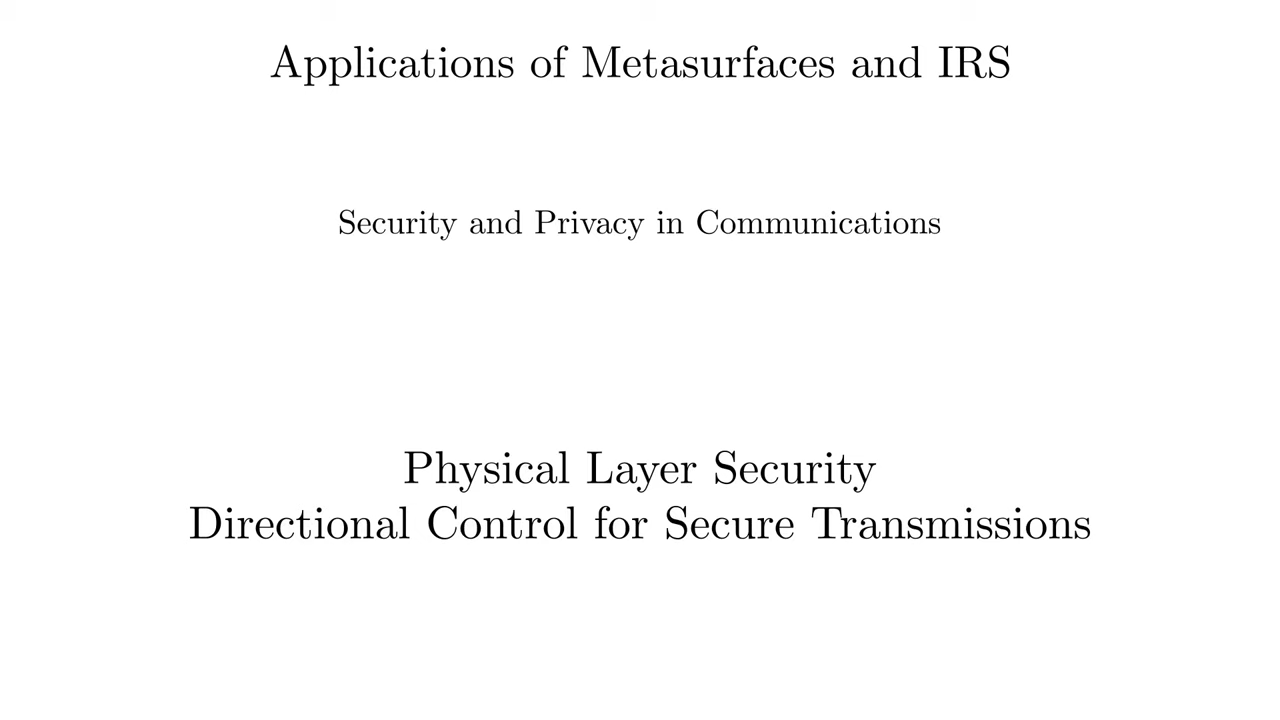 Applications of Metasurfaces and IRS
Security and Privacy in Communications
Physical Layer Security
Directional Control for Secure Transmissions